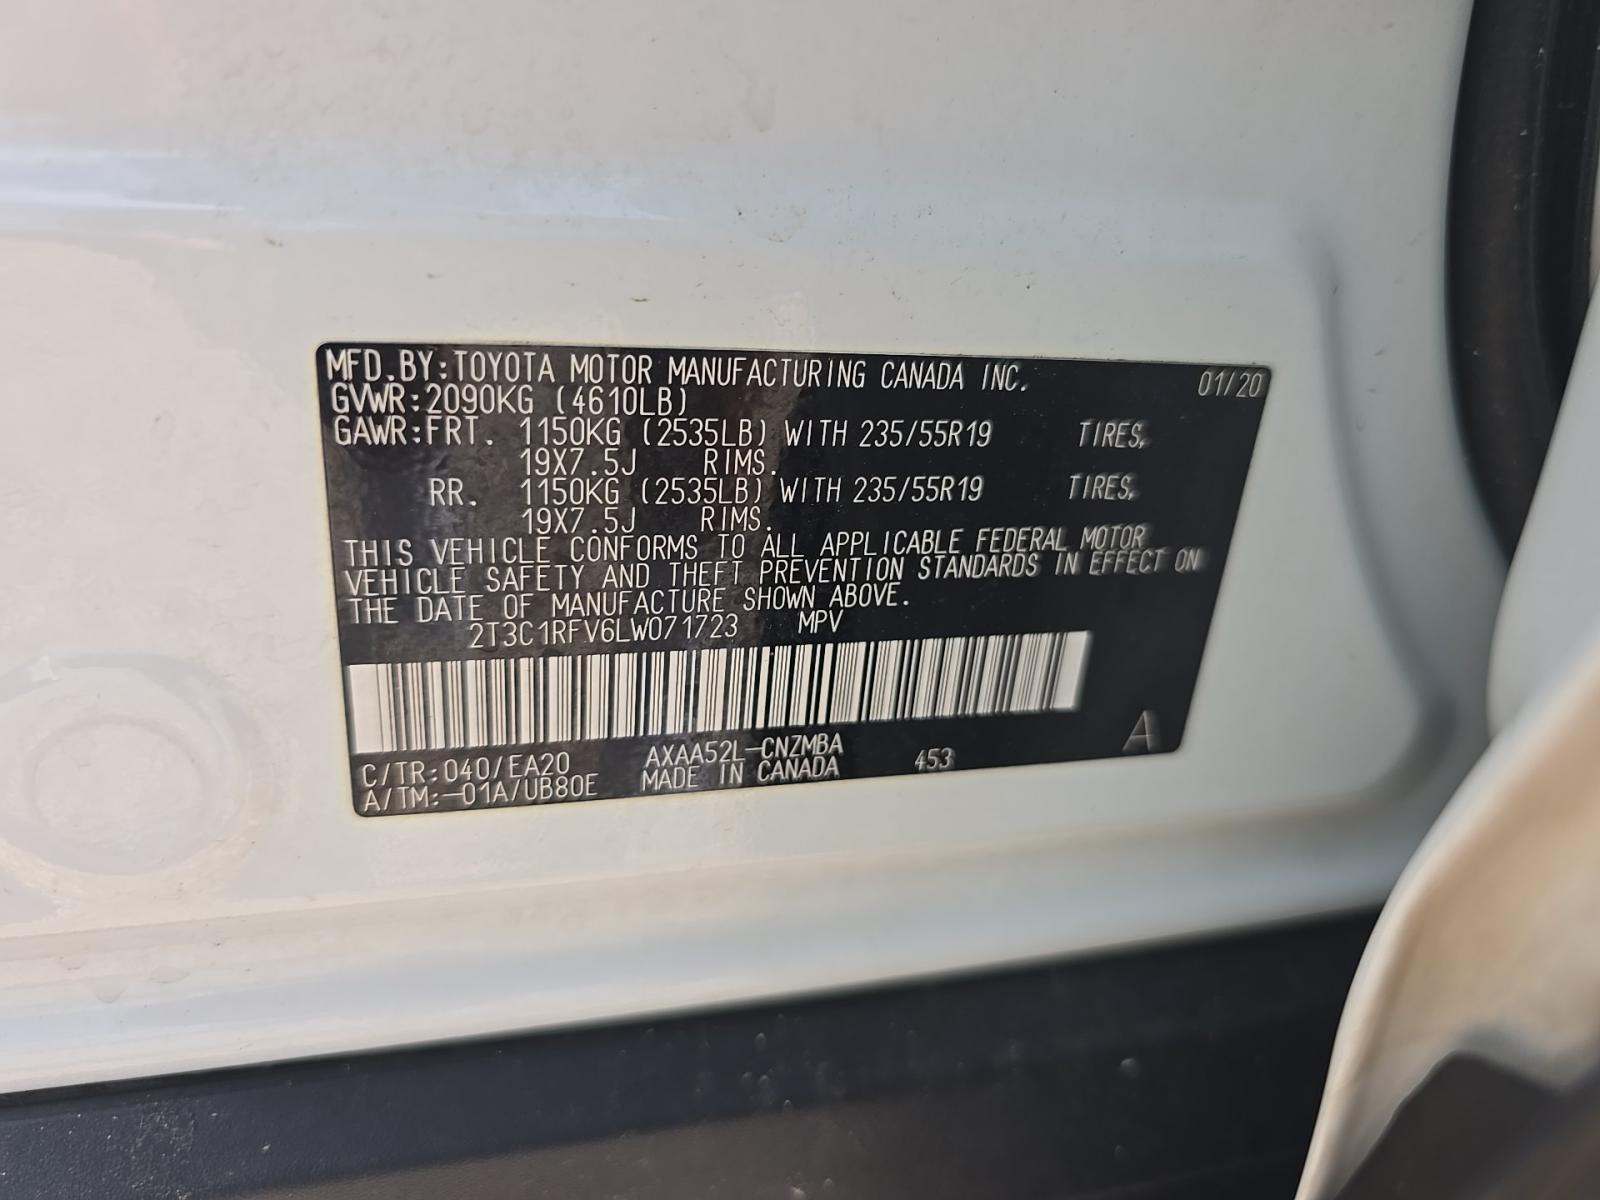 MFD.BY:TOYOTA MOTOR MANUFACTURING CANADA INC. 01/20
GVWR:2090KG (4610LB)
GAWR:FRT. 1150KG (2535LB) WITH 235/55R19 TIRES,
19X7.5J RIMS.
RR. 1150KG (2535LB) WITH 235/55R19 TIRES,
19X7.5J RIMS.
THIS VEHICLE CONFORMS TO ALL APPLICABLE FEDERAL MOTOR
VEHICLE SAFETY AND THEFT PREVENTION STANDARDS IN EFFECT ON
THE DATE OF MANUFACTURE SHOWN ABOVE.
2T3C1RFV6LW071723 MPV
C/TR:040/EA20 AXAA52L-CNZMBA 453
A/TM:-01A/UB80E MADE IN CANADA
A